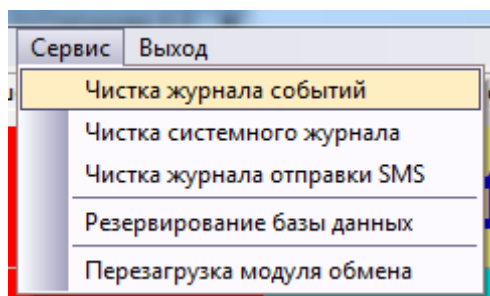 Сервис Выход
Чистка журнала событий
Чистка системного журнала
Чистка журнала отправки SMS
Резервирование базы данных
Перезагрузка модуля обмена